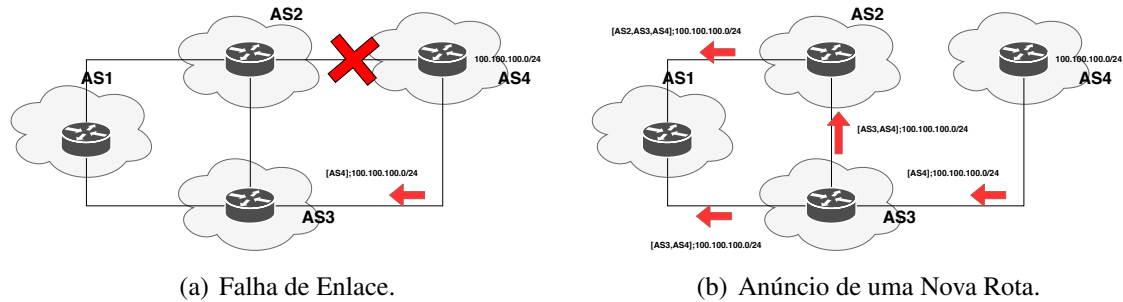 AS2
100.100.100.0/24
AS1
AS4
[AS4];100.100.100.0/24
AS3
(a) Falha de Enlace.
[AS2,AS3,AS4];100.100.100.0/24
AS2
100.100.100.0/24
AS1
AS4
[AS3,AS4];100.100.100.0/24
[AS4];100.100.100.0/24
AS3
[AS3,AS4];100.100.100.0/24
(b) Anúncio de uma Nova Rota.